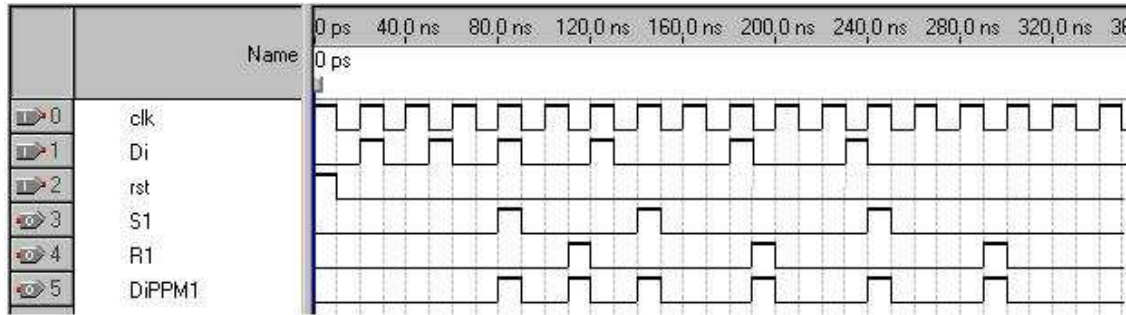 Name
0 ps 40.0 ns 80.0 ns 120.0 ns 160.0 ns 200.0 ns 240.0 ns 280.0 ns 320.0 ns 36
0 ps
0 clk
1 Di
2 rst
3 S1
4 R1
5 DiPPM1